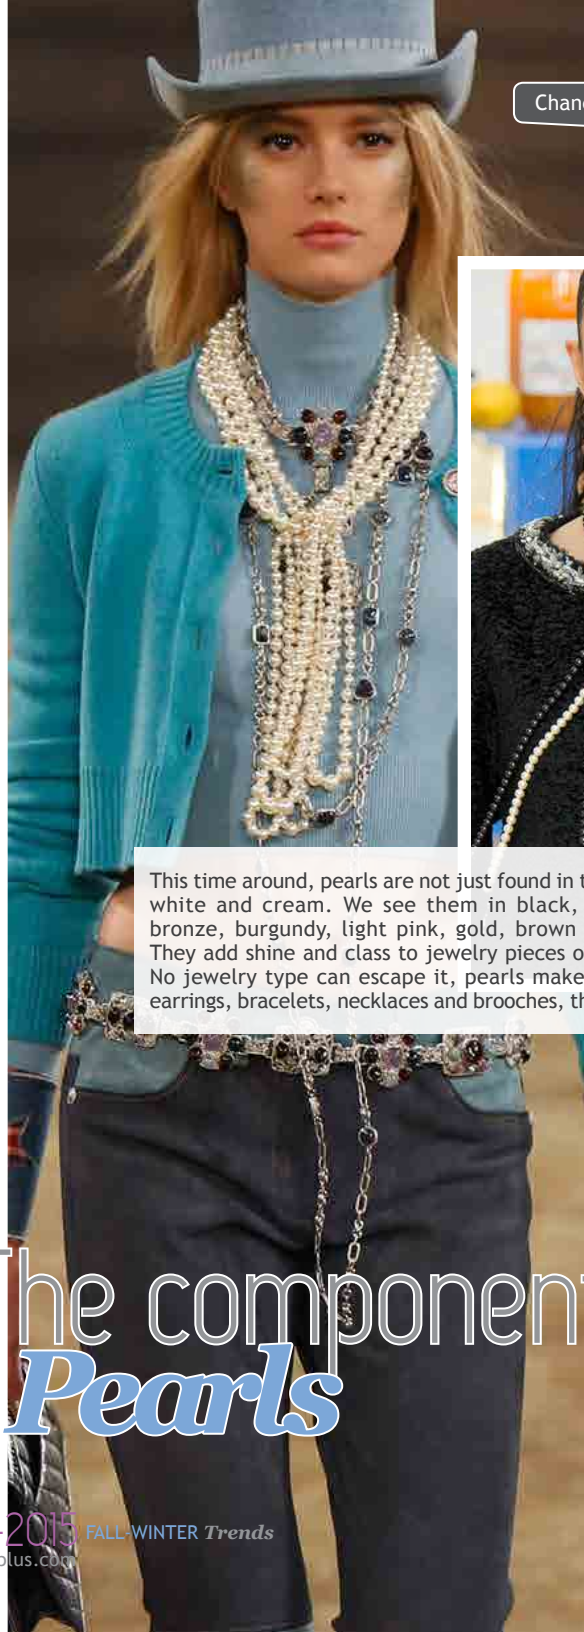 Chan
This time around, pearls are not just found in
white and cream. We see them in black,
bronze, burgundy, light pink, gold, brown
They add shine and class to jewelry pieces
No jewelry type can escape it, pearls make
earrings, bracelets, necklaces and brooches,
The component
Pearls
-2015 FALL-WINTER Trends
plus.com